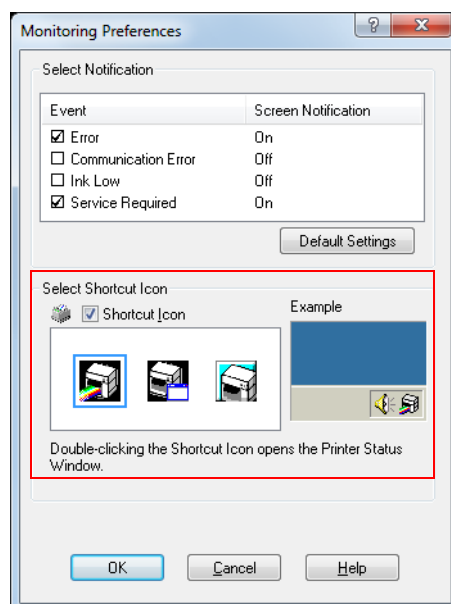 Monitoring Preferences
Select Notification
Event Screen Notification
Error On
Communication Error Off
Ink Low Off
Service Required On
Default Settings
Select Shortcut Icon
Shortcut Icon
Example
Double-clicking the Shortcut Icon opens the Printer Status
Window.
OK Cancel Help